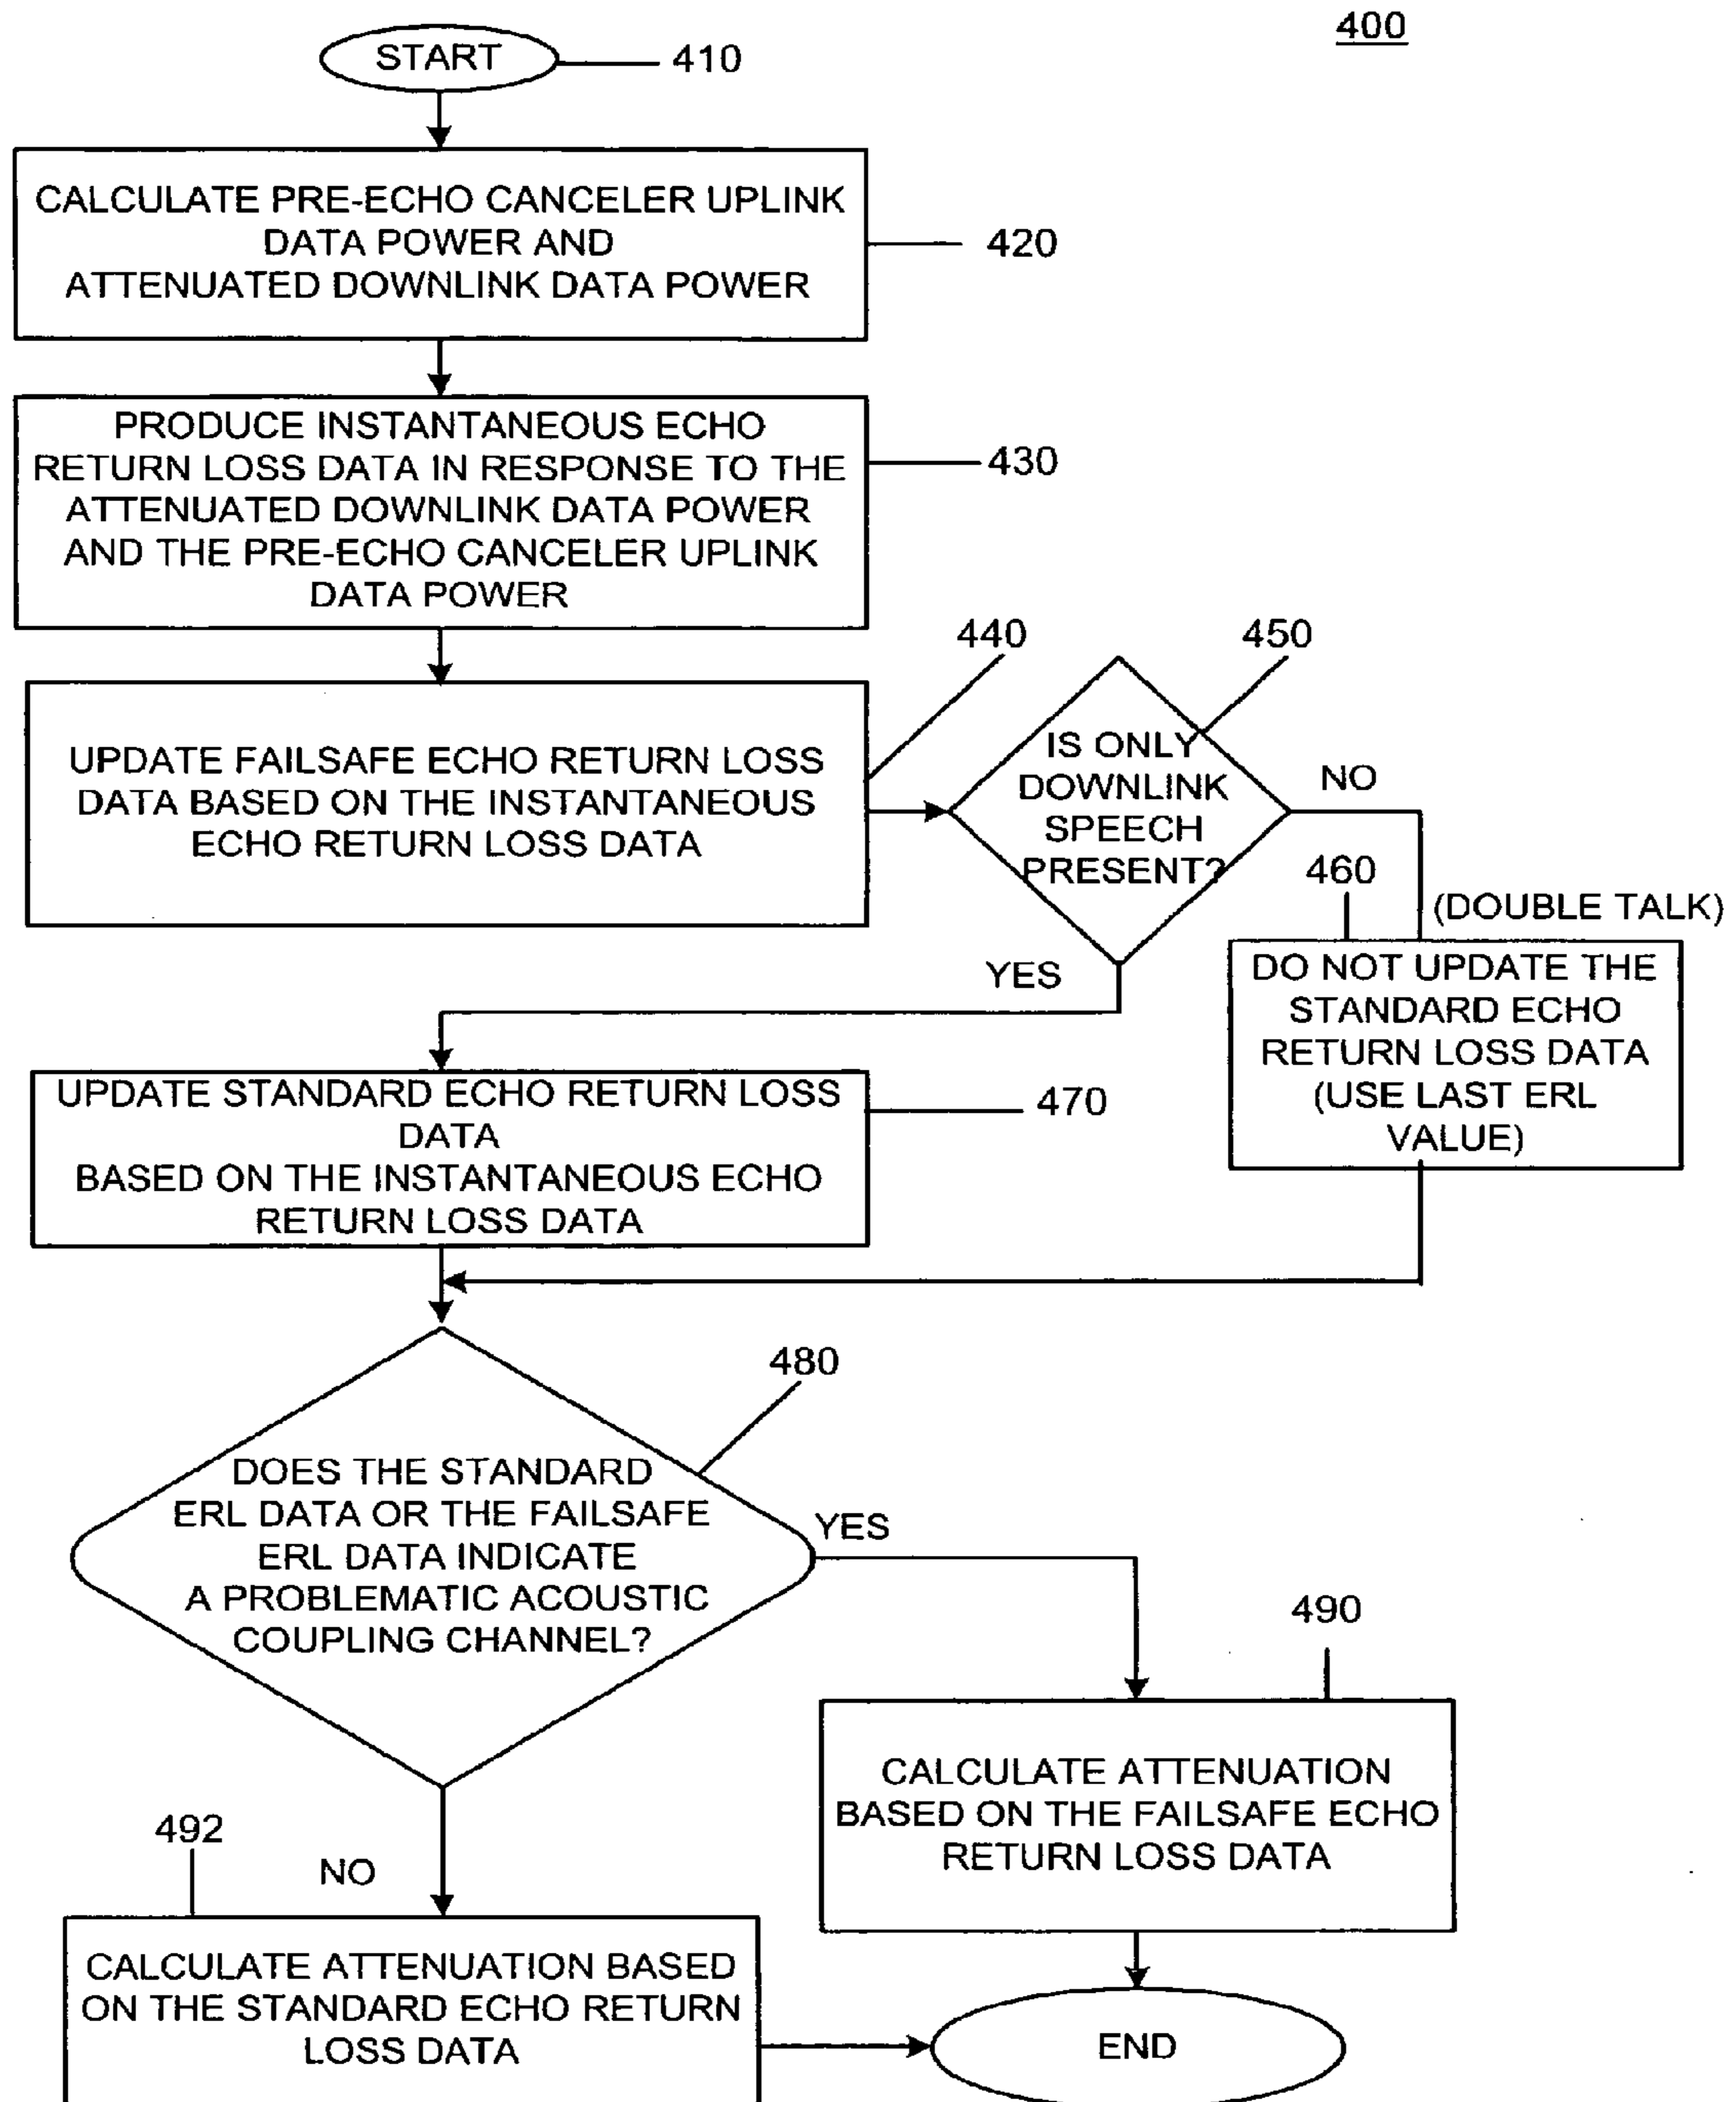 400
START
410
CALCULATE PRE-ECHO CANCELER UPLINK
DATA POWER AND
ATTENUATED DOWNLINK DATA POWER
420
PRODUCE INSTANTANEOUS ECHO
RETURN LOSS DATA IN RESPONSE TO THE
ATTENUATED DOWNLINK DATA POWER
AND THE PRE-ECHO CANCELER UPLINK
DATA POWER
430
440
UPDATE FAILSAFE ECHO RETURN LOSS
DATA BASED ON THE INSTANTANEOUS
ECHO RETURN LOSS DATA
450
IS ONLY
DOWNLINK
SPEECH
PRESENT?
NO
460
(DOUBLE TALK)
YES
DO NOT UPDATE THE
STANDARD ECHO
RETURN LOSS DATA
(USE LAST ERL
VALUE)
UPDATE STANDARD ECHO RETURN LOSS
DATA
BASED ON THE INSTANTANEOUS ECHO
RETURN LOSS DATA
470
480
DOES THE STANDARD
ERL DATA OR THE FAILSAFE
ERL DATA INDICATE
A PROBLEMATIC ACOUSTIC
COUPLING CHANNEL?
YES
490
CALCULATE ATTENUATION
BASED ON THE FAILSAFE ECHO
RETURN LOSS DATA
492
NO
CALCULATE ATTENUATION BASED
ON THE STANDARD ECHO RETURN
LOSS DATA
END